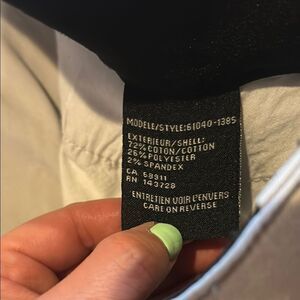 MODELE/STYLE:61040-1385
EXTERIEUR/SHELL:
72% COTON/COTTON
26% POLYESTER
2% SPANDEX
CA 59311
RN 143728
ENTRETIEN VOIR L'ENVERS
CARE ON REVERSE